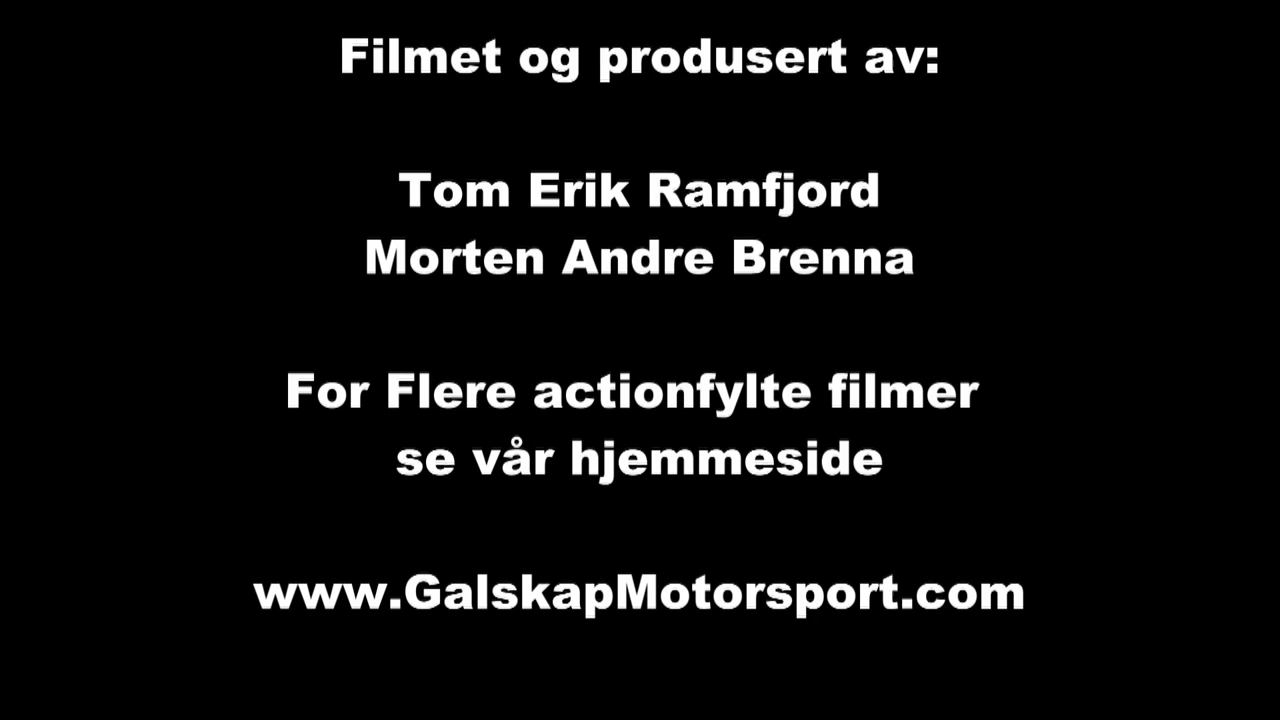 Filmet og produsert av:
Tom Erik Ramfjord
Morten Andre Brenna
For Flere actionfylte filmer
se vår hjemmeside
www.GalskapMotorsport.com